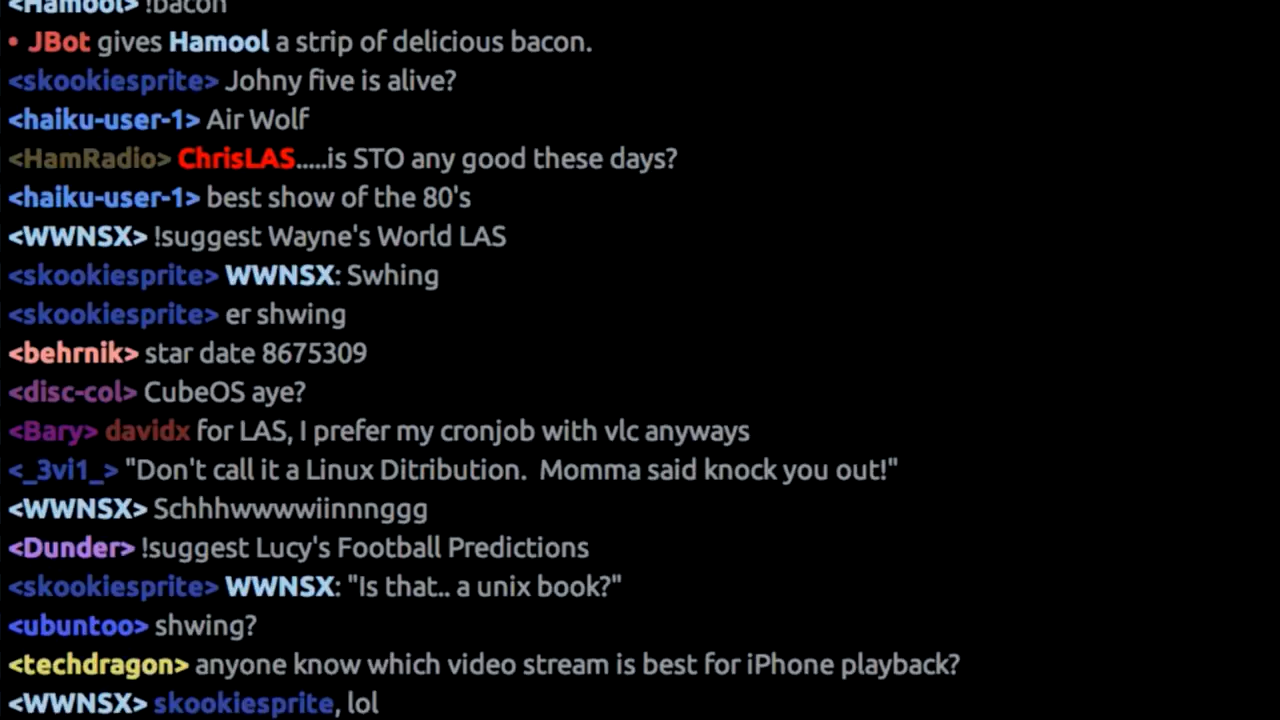 <Hamool> !bacon
• JBot gives Hamool a strip of delicious bacon.
<skookiesprite> Johny five is alive?
<haiku-user-1> Air Wolf
<HamRadio> ChrisLAS.....is STO any good these days?
<haiku-user-1> best show of the 80's
<WWNSX> !suggest Wayne's World LAS
<skookiesprite> WWNSX: Swhing
<skookiesprite> er shwing
<behrnik> star date 8675309
<disc-col> CubeOS aye?
<Bary> davidx for LAS, I prefer my cronjob with vlc anyways
<_3vi1_> "Don't call it a Linux Ditribution.  Momma said knock you out!"
<WWNSX> Schhhwwwwiinnnggg
<Dunder> !suggest Lucy's Football Predictions
<skookiesprite> WWNSX: "Is that.. a unix book?"
<ubuntoo> shwing?
<techdragon> anyone know which video stream is best for iPhone playback?
<WWNSX> skookiesprite, lol